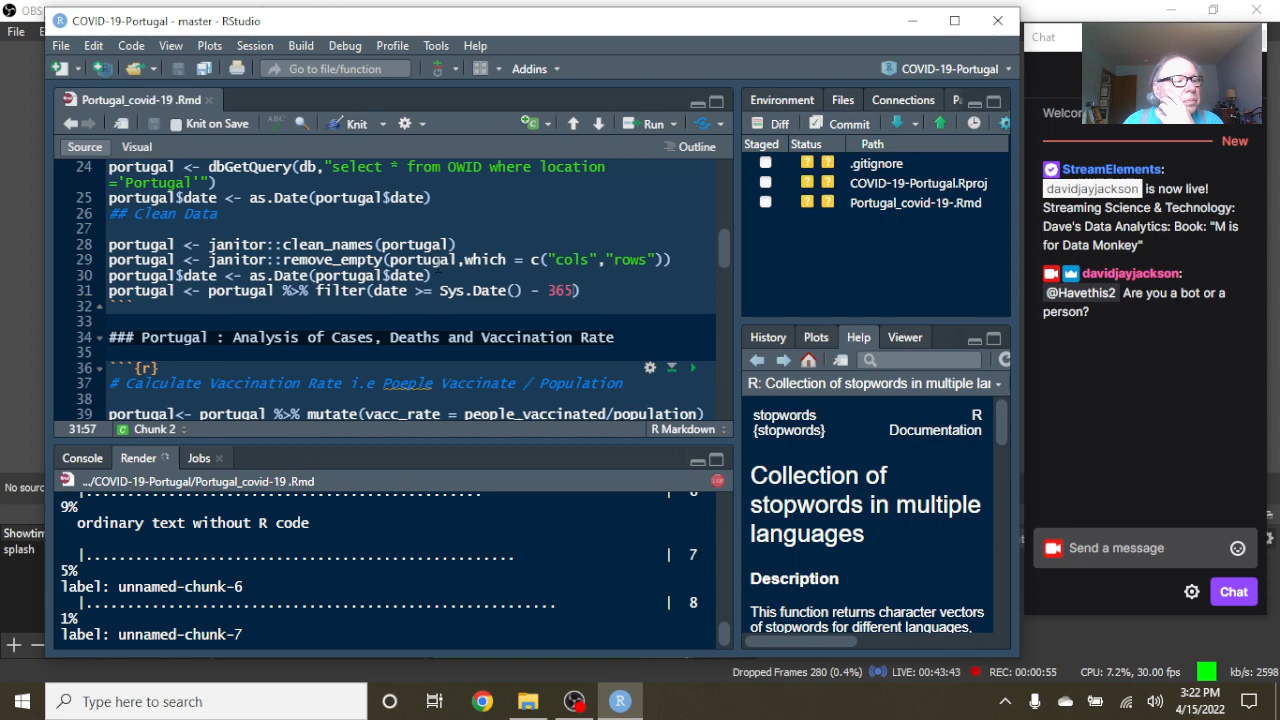 OBS
COVID-19-Portugal - master - RStudio
File
File Edit Code View Plots Session Build Debug Profile Tools Help
Go to file/function
Addins
COVID-19-Portugal
Portugal_covid-19 .Rmd
Knit on Save
ABC
Knit
Run
Source Visual
Outline
24 portugal <- dbGetQuery(db,"select * from OWID where location
='Portugal'")
25 portugal$date <- as.Date(portugal$date)
26 ## Clean Data
27
28 portugal <- janitor::clean_names(portugal)
29 portugal <- janitor::remove_empty(portugal,which = c("cols","rows"))
30 portugal$date <- as.Date(portugal$date)
31 portugal <- portugal %>% filter(date >= Sys.Date() - 365)
32 ```
33
34 ### Portugal : Analysis of Cases, Deaths and Vaccination Rate
35
36 ```{r}
37 # Calculate Vaccination Rate i.e Poeple Vaccinate / Population
38
39 portugal<- portugal %>% mutate(vacc_rate = people_vaccinated/population)
31:57 Chunk 2 R Markdown
Console Render Jobs
.../COVID-19-Portugal/Portugal_covid-19 .Rmd
9%
ordinary text without R code
|...................................................... | 7
5%
label: unnamed-chunk-6
|........................................................... | 8
1%
label: unnamed-chunk-7
Environment Files Connections
Diff Commit
Staged Status Path
.gitignore
COVID-19-Portugal.Rproj
Portugal_covid-19-.Rmd
History Plots Help Viewer
R: Collection of stopwords in multiple lar
stopwords R
{stopwords} Documentation
Collection of
stopwords in multiple
languages
Description
This function returns character vectors
of stopwords for different languages,
Chat
Welcom
New
StreamElements:
davidjayjackson is now live!
Streaming Science & Technology:
Dave's Data Analytics: Book: "M is
for Data Monkey"
davidjayjackson:
@Havethis2 Are you a bot or a
person?
Send a message
Chat
No sourc
Showtim
splash
Dropped Frames 280 (0.4%) LIVE: 00:43:43 REC: 00:00:55 CPU: 7.2%, 30.00 fps kb/s: 2598
Type here to search
3:22 PM
4/15/2022